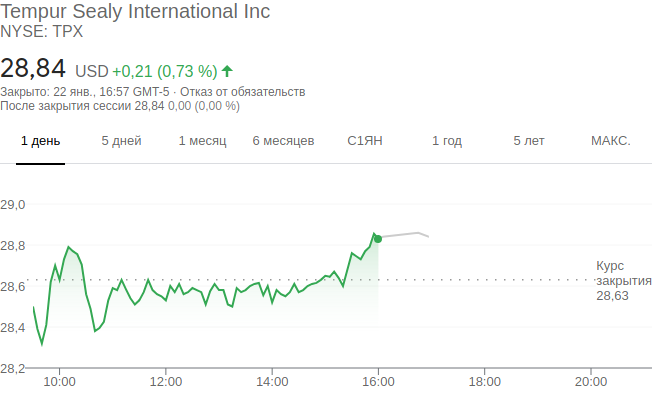 Tempur Sealy International Inc
NYSE: TPX
28,84 USD +0,21 (0,73 %)
Закрыто: 22 янв., 16:57 GMT-5 · Отказ от обязательств
После закрытия сессии 28,84 0,00 (0,00 %)
1 день 5 дней 1 месяц 6 месяцев С1ЯН 1 год 5 лет МАКС.
29,0
28,8
28,6
28,4
28,2
Курс
закрытия
28,63
10:00 12:00 14:00 16:00 18:00 20:00